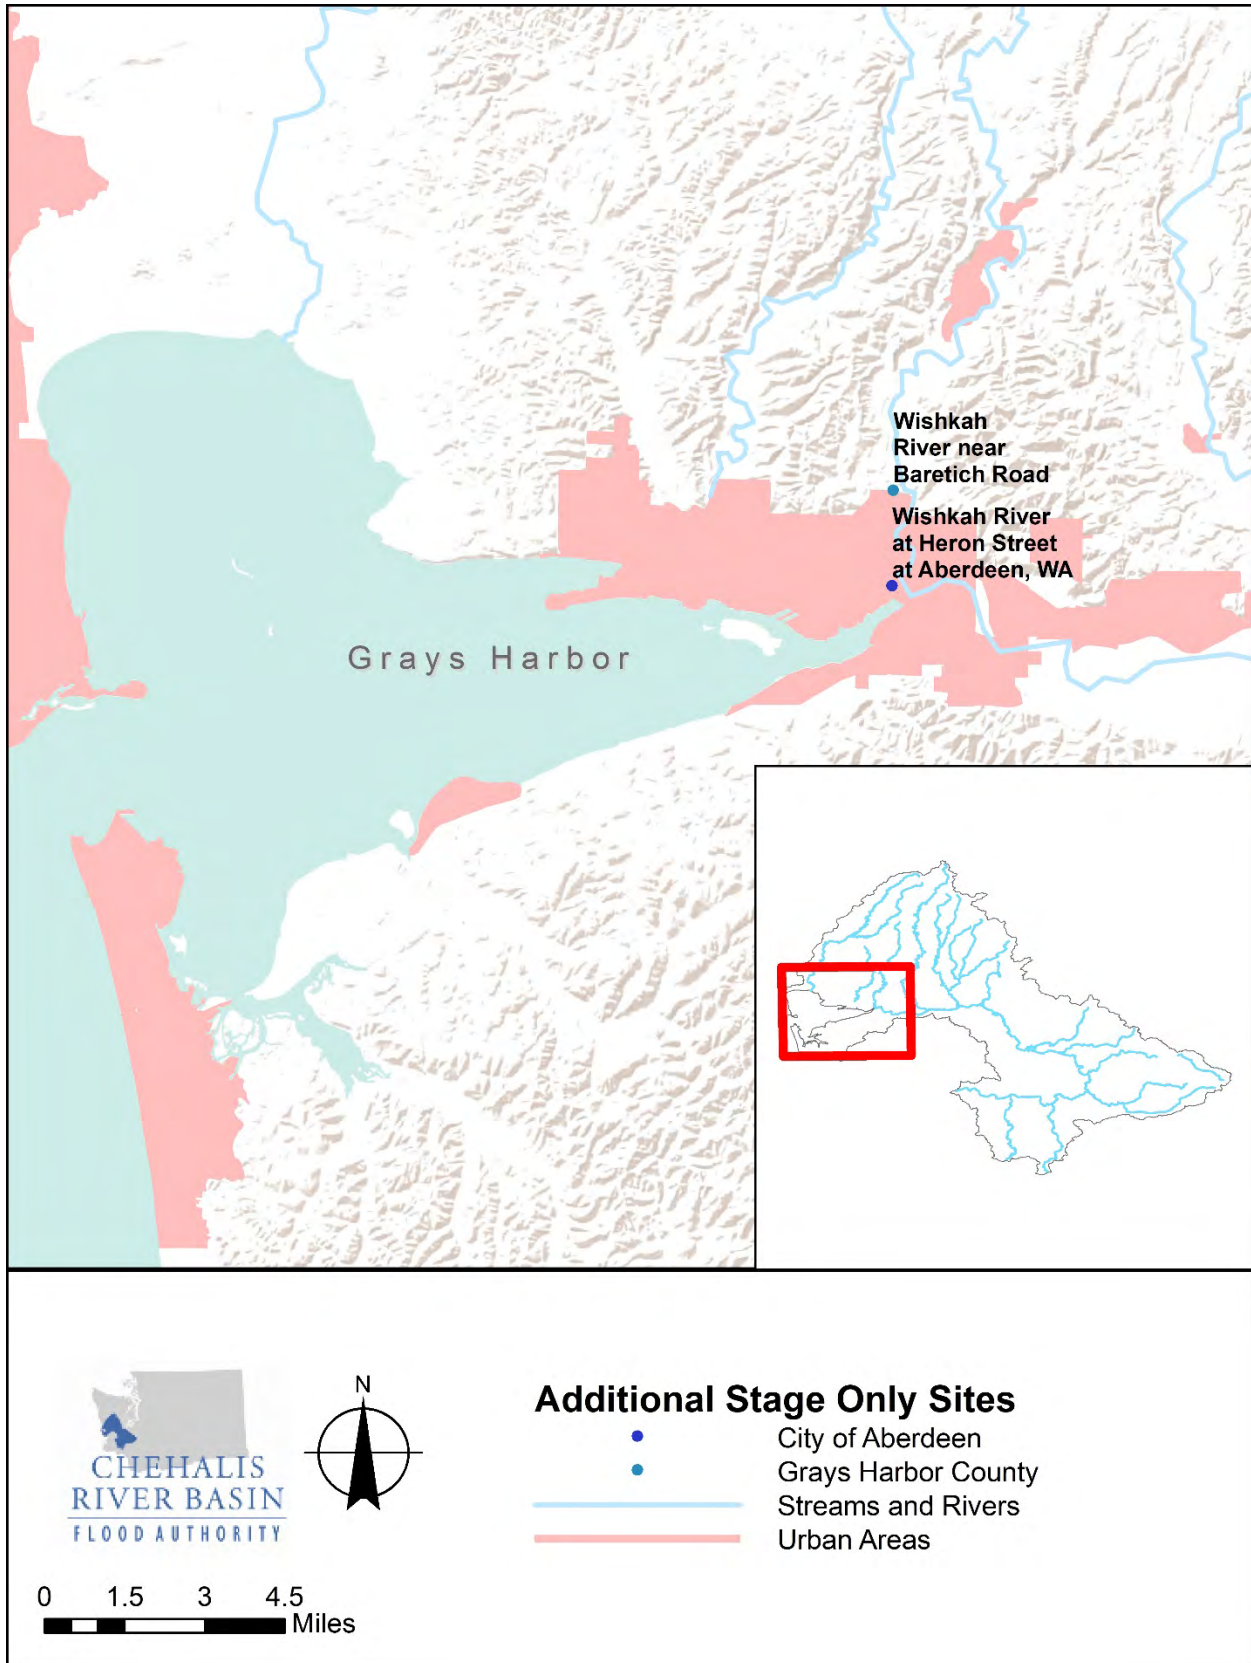 Wishkah
River near
Baretich Road
Wishkah River
at Heron Street
at Aberdeen, WA
Grays Harbor
CHEHALIS
RIVER BASIN
FLOOD AUTHORITY
N
Additional Stage Only Sites
City of Aberdeen
Grays Harbor County
Streams and Rivers
Urban Areas
0 1.5 3 4.5
Miles